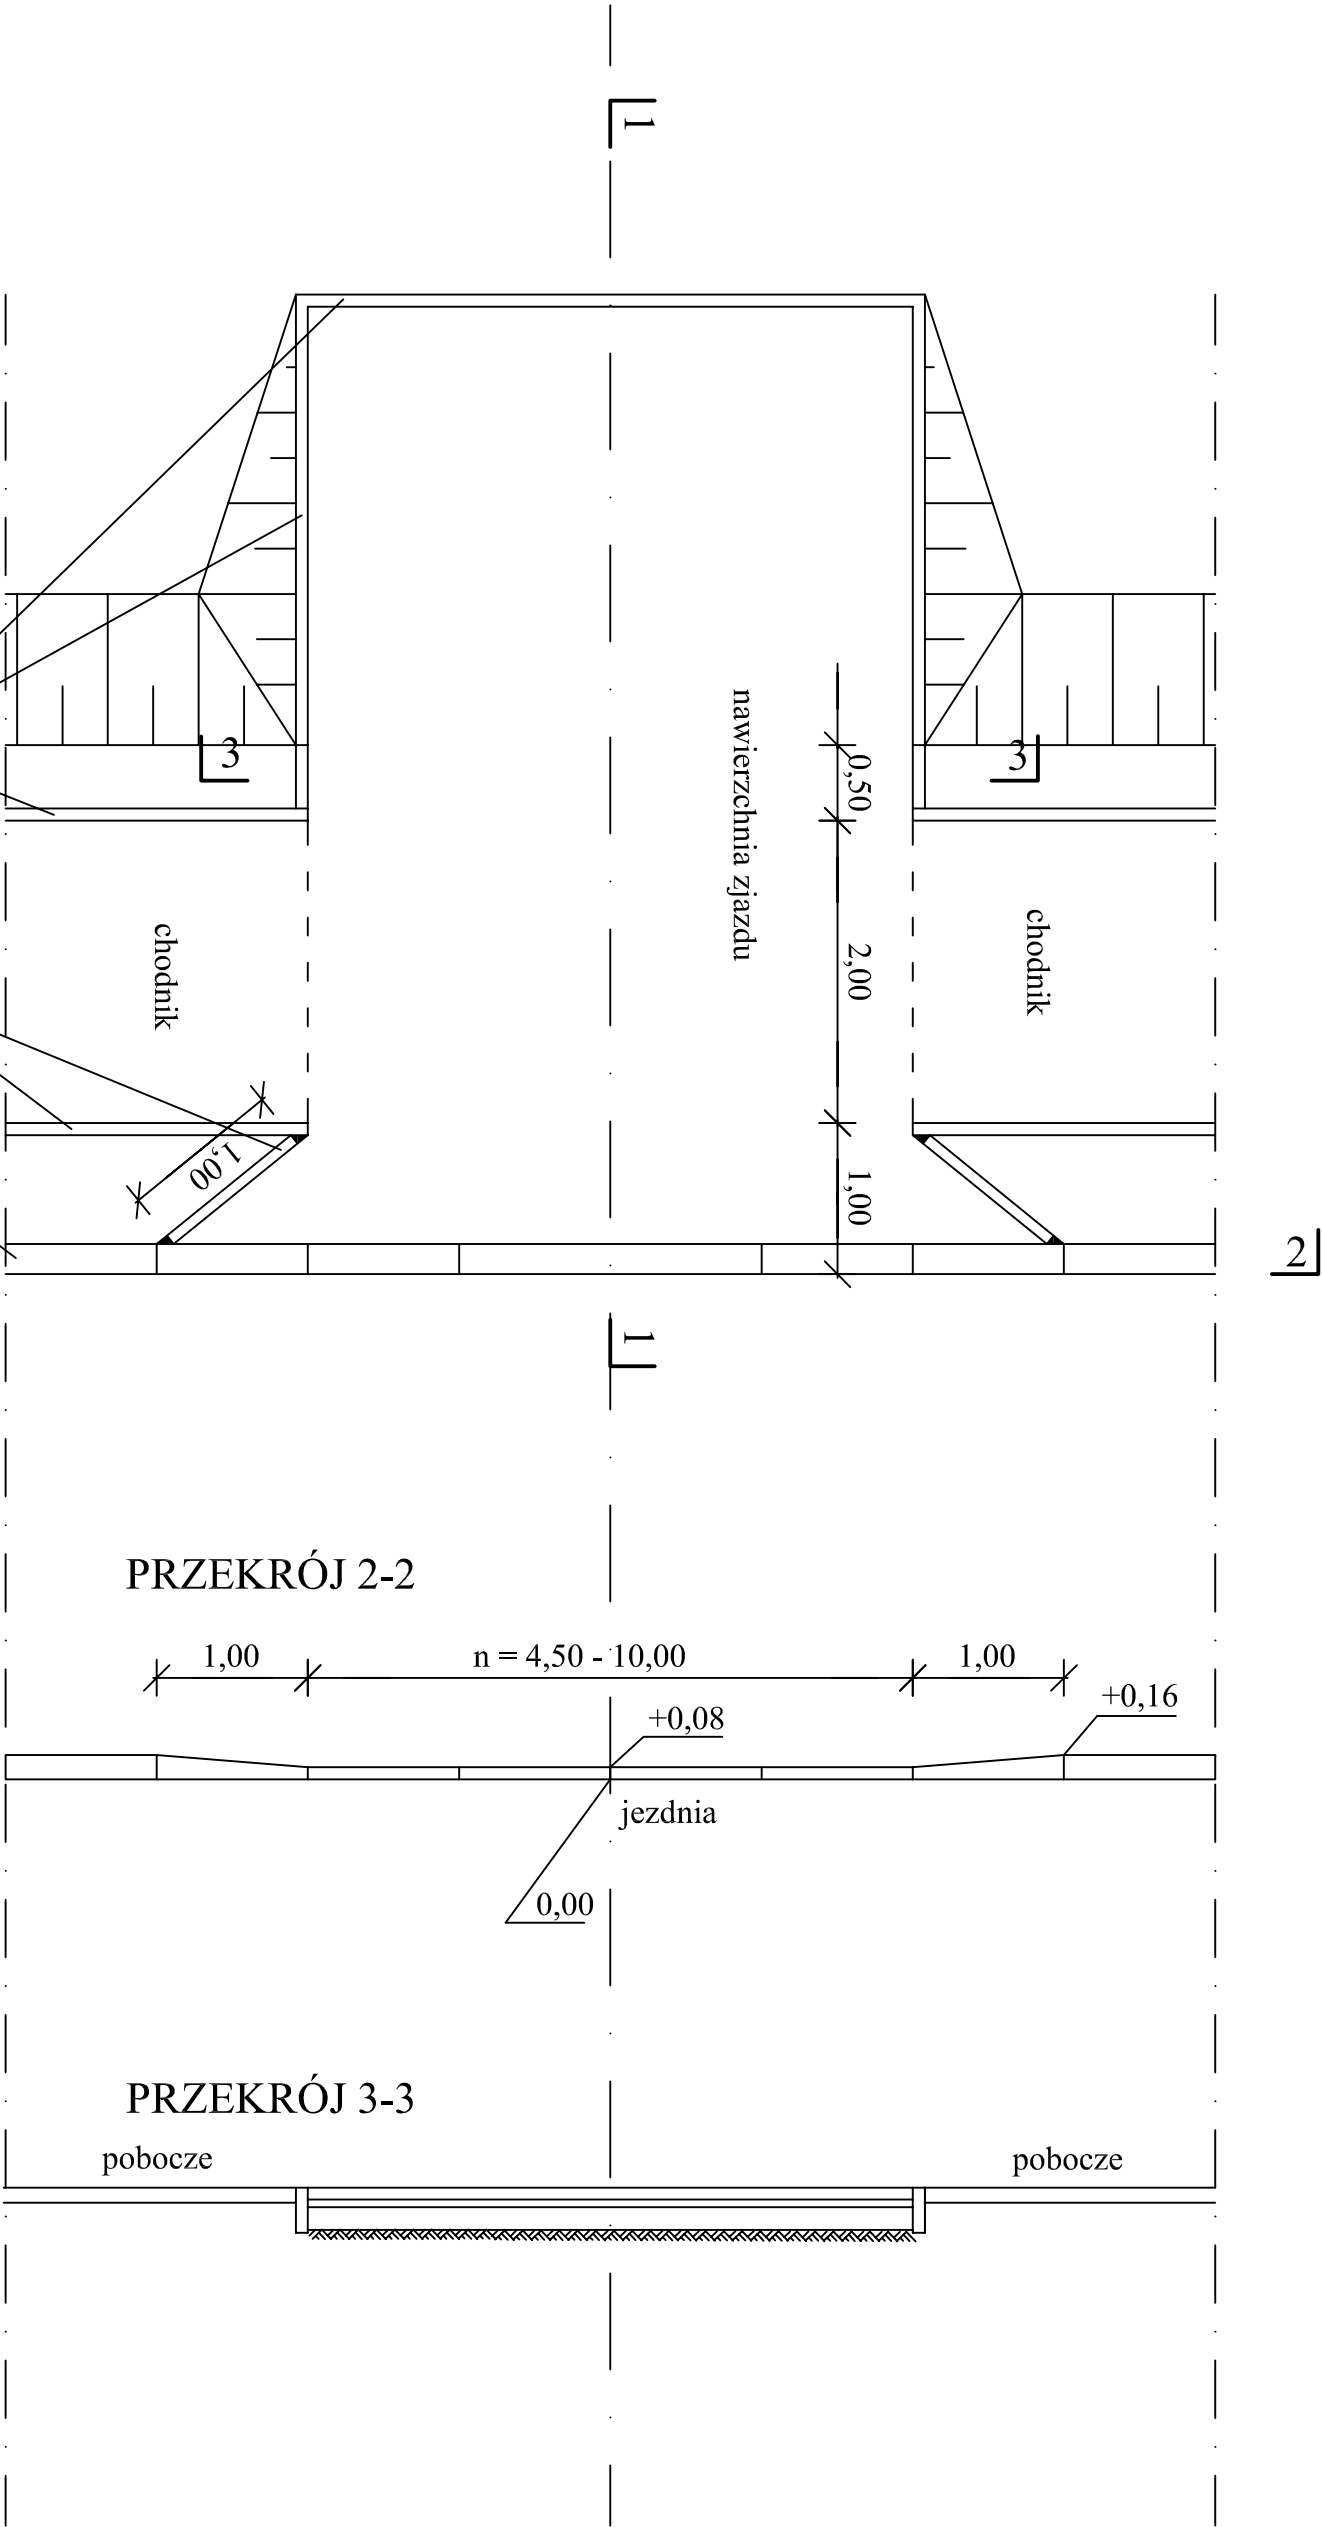 1
3
3
0,50
nawierzchnia zjazdu
2,00
chodnik
chodnik
1,00
1,00
2
1
PRZEKRÓJ 2-2
1,00
n = 4,50 - 10,00
1,00
+0,16
+0,08
jezdnia
0,00
PRZEKRÓJ 3-3
pobocze
pobocze